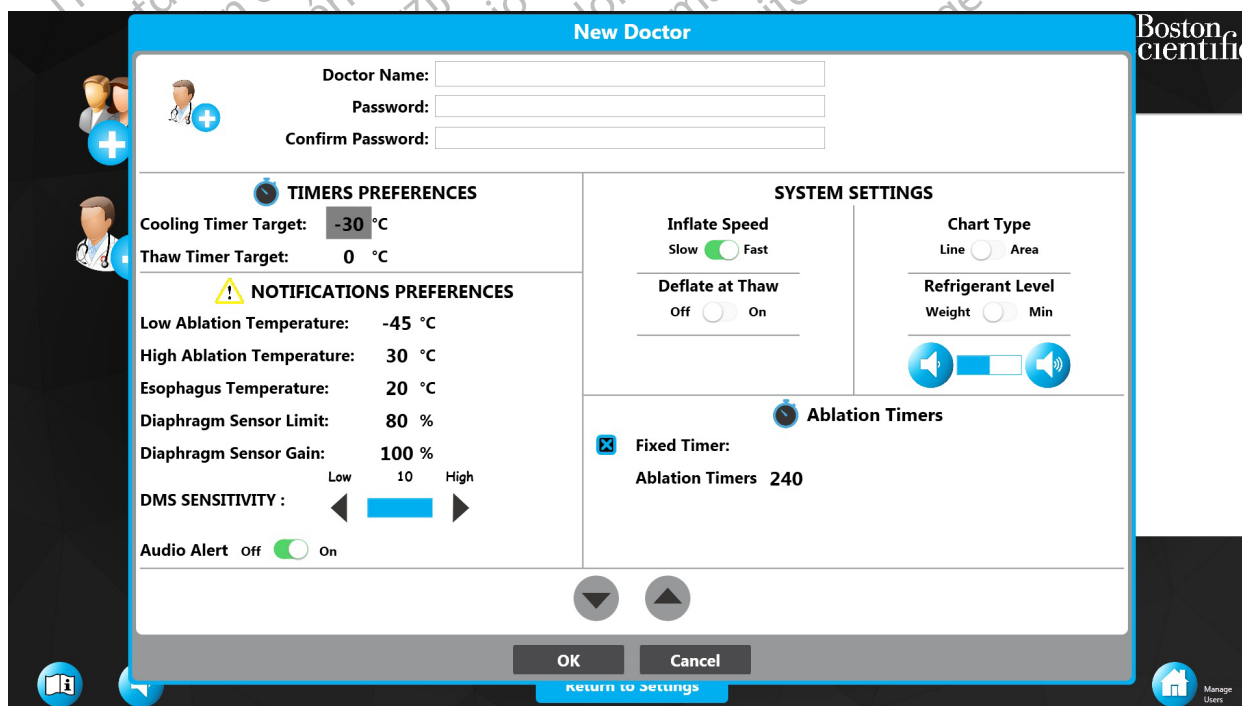 New Doctor
Boston
cientific
Doctor Name:
Password:
Confirm Password:
TIMERS PREFERENCES
Cooling Timer Target: -30 °C
Thaw Timer Target: 0 °C
NOTIFICATIONS PREFERENCES
Low Ablation Temperature: -45 °C
High Ablation Temperature: 30 °C
Esophagus Temperature: 20 °C
Diaphragm Sensor Limit: 80 %
Diaphragm Sensor Gain: 100 %
Low 10 High
DMS SENSITIVITY :
Audio Alert Off On
SYSTEM SETTINGS
Inflate Speed
Slow Fast
Deflate at Thaw
Off On
Chart Type
Line Area
Refrigerant Level
Weight Min
Ablation Timers
Fixed Timer:
Ablation Timers 240
OK Cancel
Return to Settings
Manage
Users